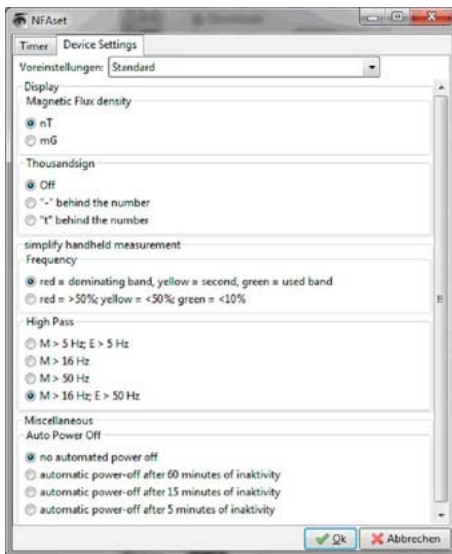 NFAset
Timer Device Settings
Voreinstellungen: Standard
Display
Magnetic Flux density
nT
mG
Thousandsign
Off
"-" behind the number
"t" behind the number
simplify handheld measurement
Frequency
red = dominating band, yellow = second, green = used band
red = >50%; yellow = <50%; green = <10%
High Pass
M > 5 Hz; E > 5 Hz
M > 16 Hz
M > 50 Hz
M > 16 Hz; E > 50 Hz
Miscellaneous
Auto Power Off
no automated power off
automatic power-off after 60 minutes of inaktivity
automatic power-off after 15 minutes of inaktivity
automatic power-off after 5 minutes of inaktivity
Ok Abbrechen